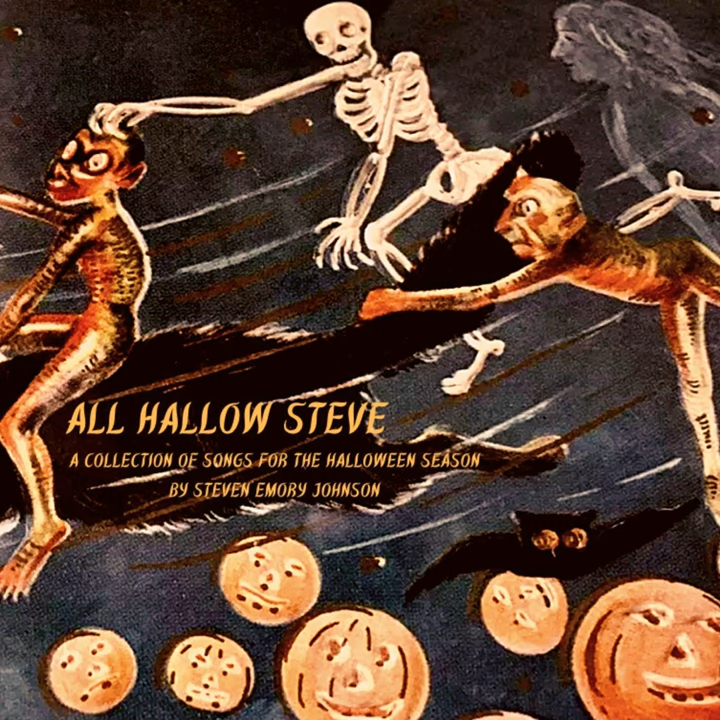 ALL HALLOW STEVE
A COLLECTION OF SONGS FOR THE HALLOWEEN SEASON
BY STEVEN EMORY JOHNSON